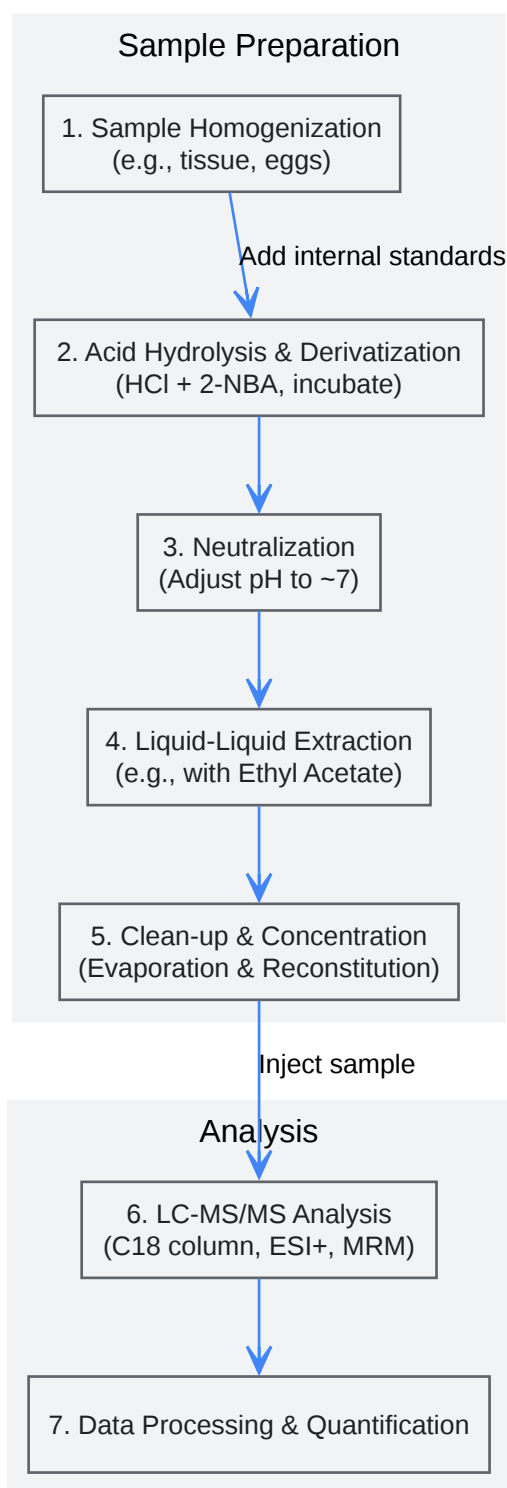 Sample Preparation
1. Sample Homogenization
(e.g., tissue, eggs)
Add internal standards
2. Acid Hydrolysis & Derivatization
(HCl + 2-NBA, incubate)
3. Neutralization
(Adjust pH to ~7)
4. Liquid-Liquid Extraction
(e.g., with Ethyl Acetate)
5. Clean-up & Concentration
(Evaporation & Reconstitution)
Inject sample
Analysis
6. LC-MS/MS Analysis
(C18 column, ESI+, MRM)
7. Data Processing & Quantification